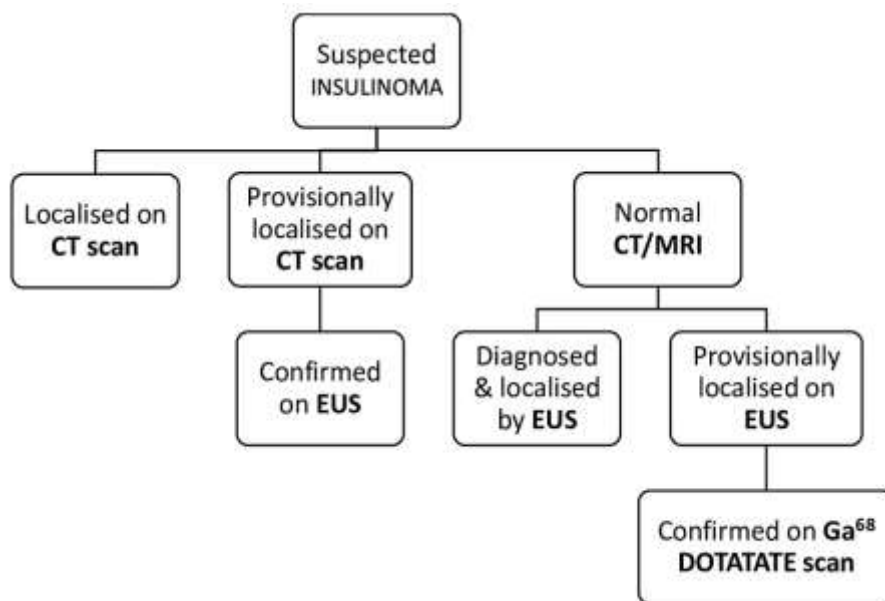 Suspected
INSULINOMA
Localised on
CT scan
Provisionally
localised on
CT scan
Normal
CT/MRI
Confirmed
on EUS
Diagnosed
& localised
by EUS
Provisionally
localised on
EUS
Confirmed on Ga⁶⁸
DOTATATE scan